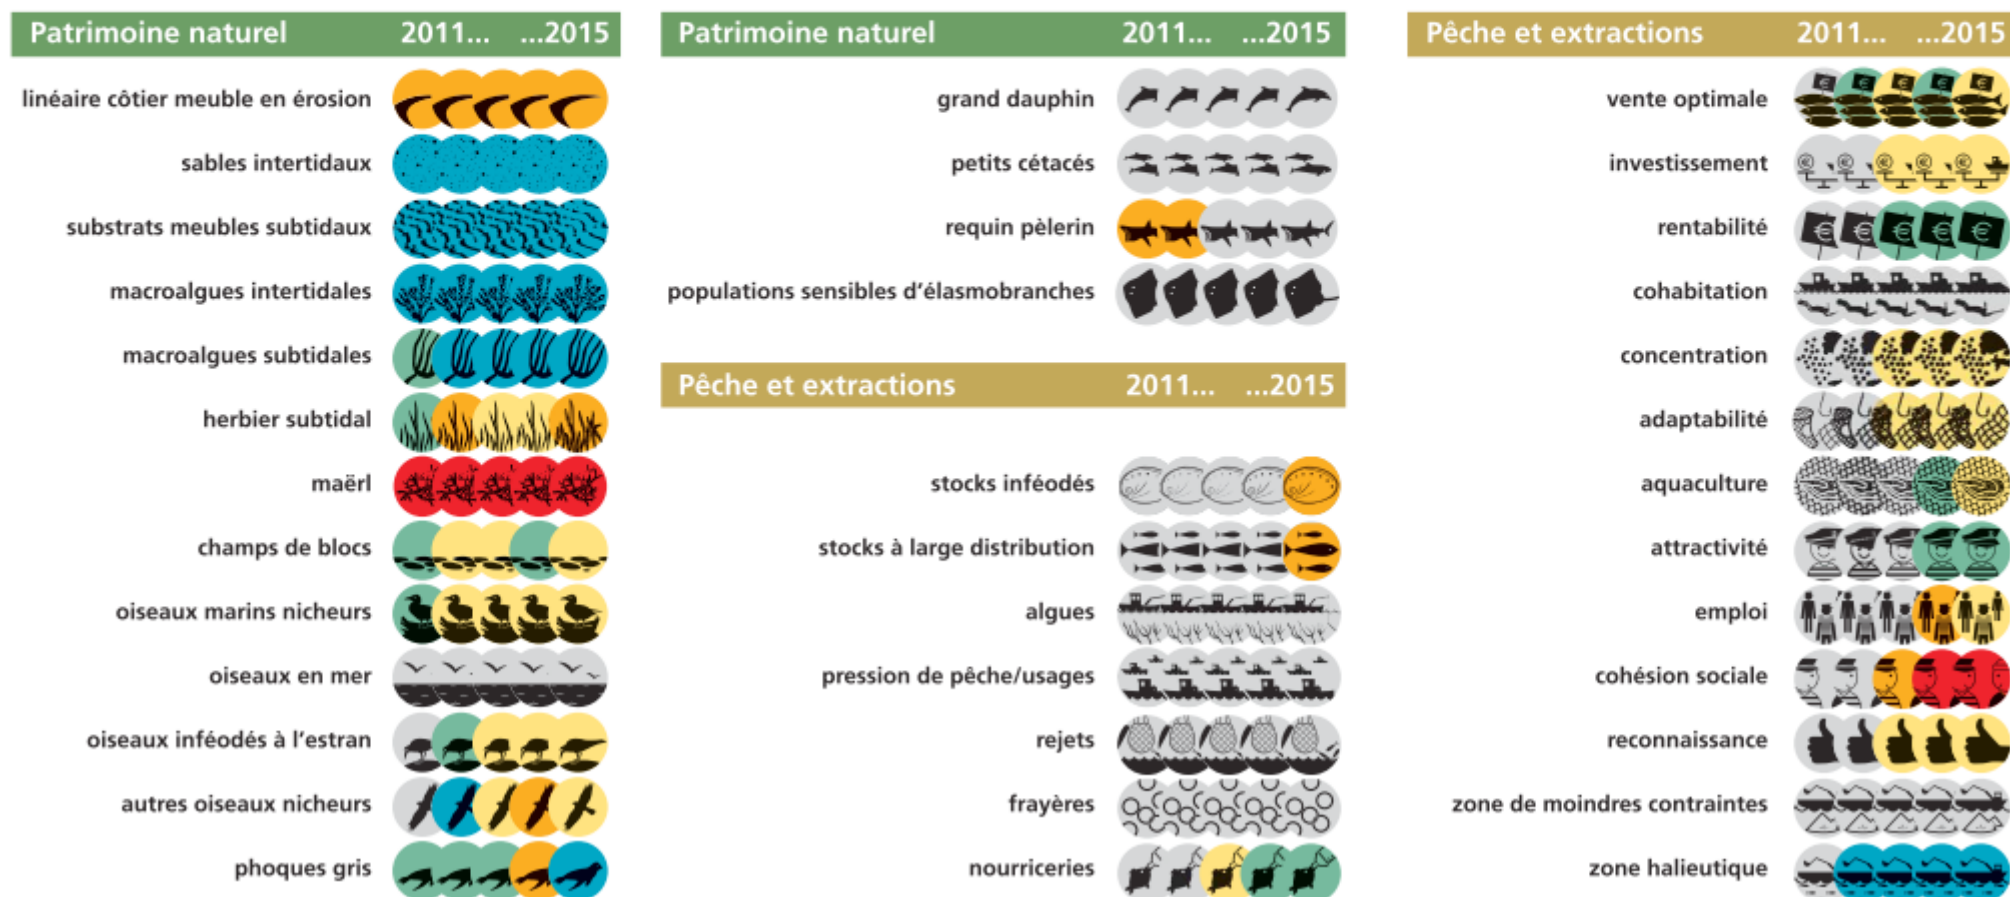 Patrimoine naturel 2011... ...2015
linéaire côtier meuble en érosion
sables intertidaux
substrats meubles subtidaux
macroalgues intertidales
macroalgues subtidales
herbier subtidal
maërl
champs de blocs
oiseaux marins nicheurs
oiseaux en mer
oiseaux inféodés à l'estran
autres oiseaux nicheurs
phoques gris
Patrimoine naturel 2011... ...2015
grand dauphin
petits cétacés
requin pèlerin
populations sensibles d'élasmobranches
Pêche et extractions 2011... ...2015
stocks inféodés
stocks à large distribution
algues
pression de pêche/usages
rejets
frayères
nourriceries
Pêche et extractions 2011... ...2015
vente optimale
investissement
rentabilité
cohabitation
concentration
adaptabilité
aquaculture
attractivité
emploi
cohésion sociale
reconnaissance
zone de moindres contraintes
zone halieutique